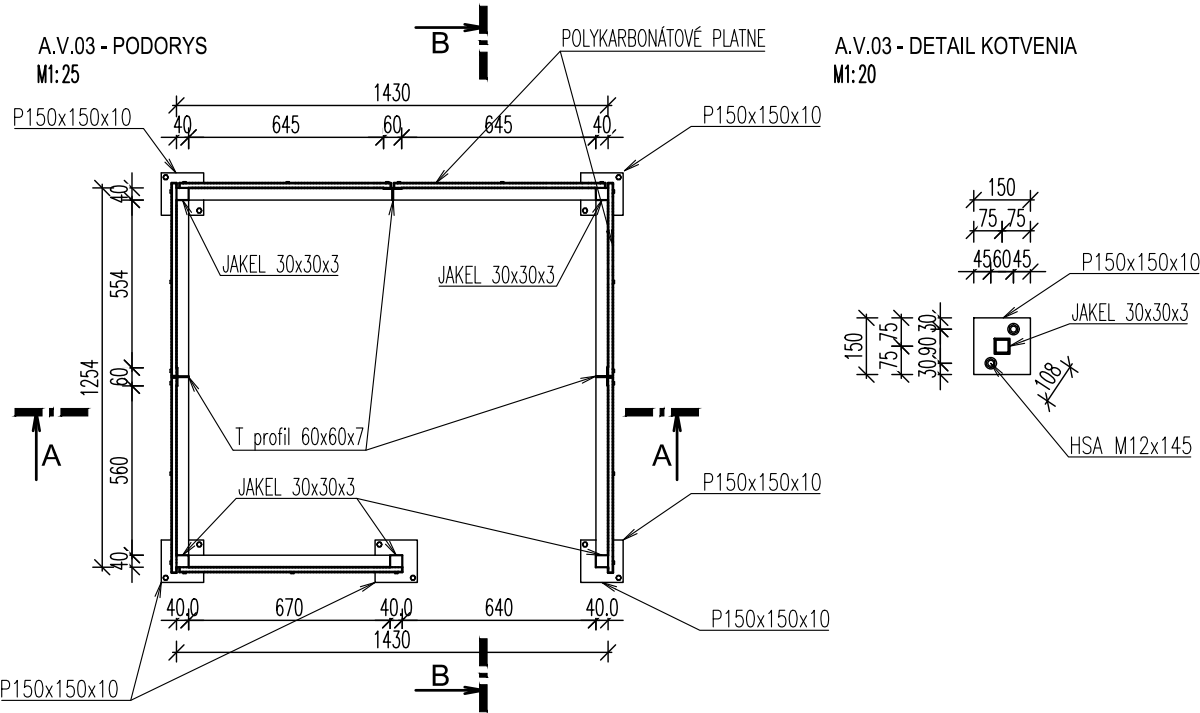 A.V.03 - PODORYS
M1:25
B
POLYKARBONÁTOVÉ PLATNE
A.V.03 - DETAIL KOTVENIA
M1:20
1430
P150x150x10
40 645 60 645 40
P150x150x10
40
554
60
560
40
1254
JAKEL 30x30x3
JAKEL 30x30x3
T profil 60x60x7
A
A
JAKEL 30x30x3
P150x150x10
40,0 670 40,0 640 40,0
1430
P150x150x10
B
P150x150x10
150
75 75
45 60 45
P150x150x10
JAKEL 30x30x3
150
75 75
30 90 30
108
HSA M12x145